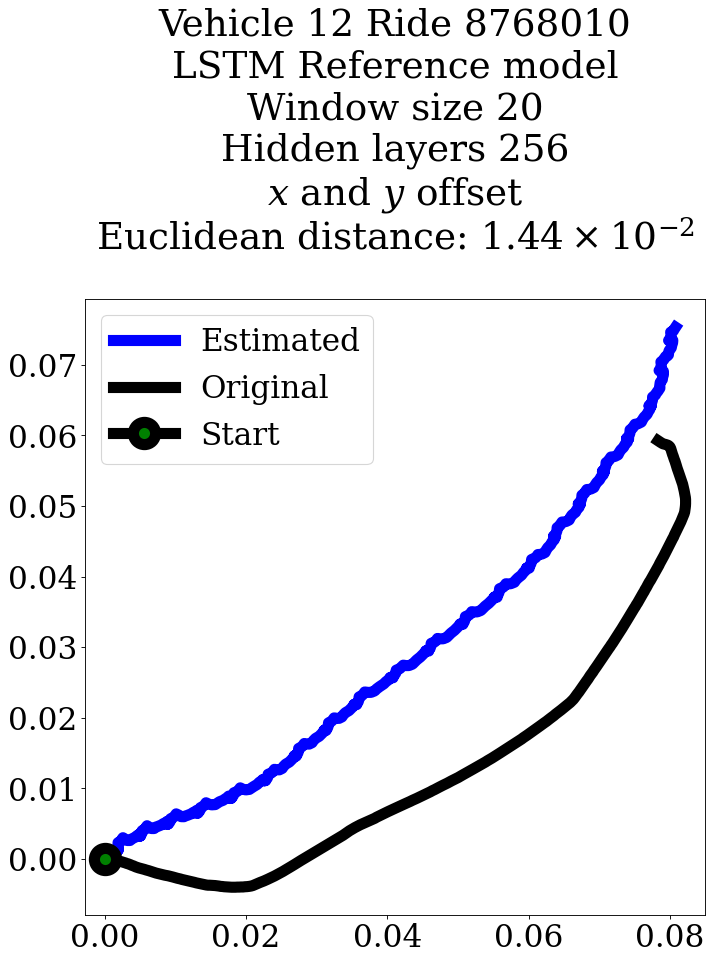 Vehicle 12 Ride 8768010
LSTM Reference model
Window size 20
Hidden layers 256
x and y offset
Euclidean distance: 1.44 × 10⁻²
Estimated
Original
Start
0.07
0.06
0.05
0.04
0.03
0.02
0.01
0.00
0.00 0.02 0.04 0.06 0.08